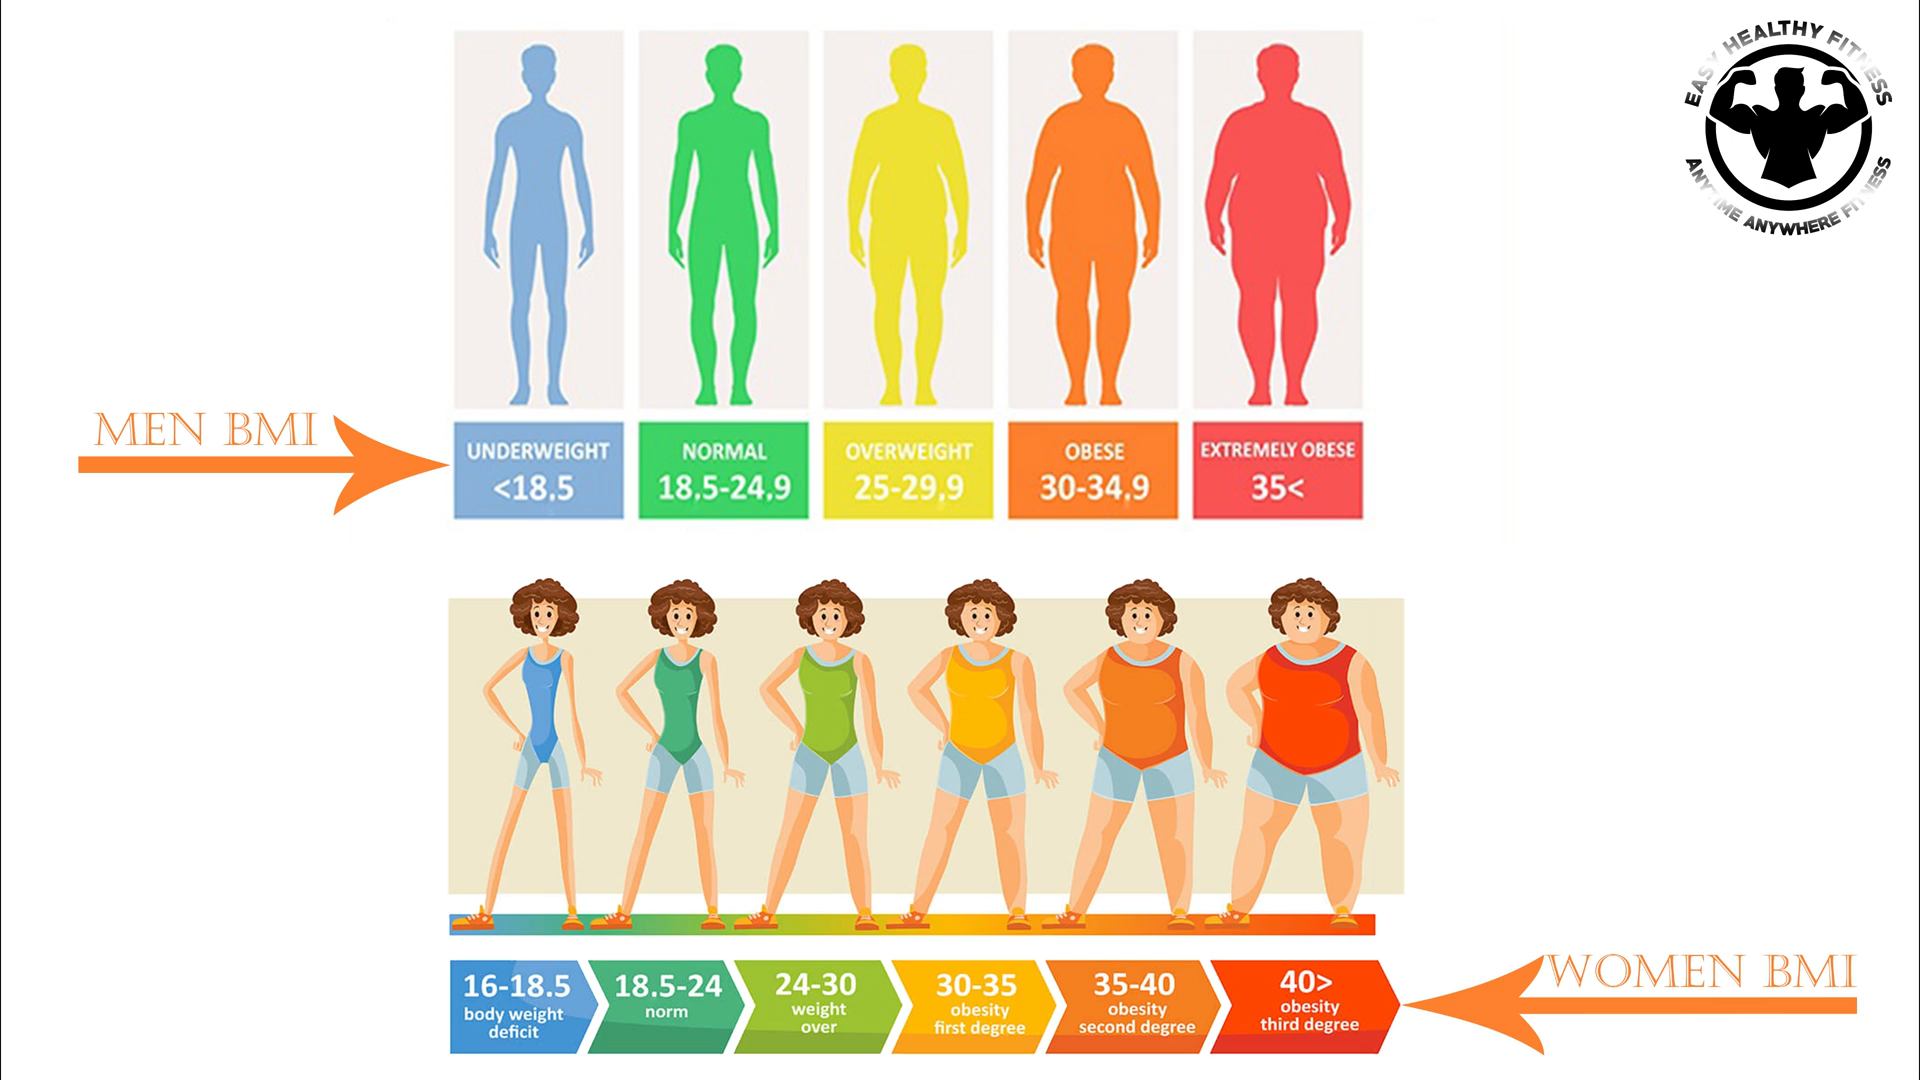 EASY HEALTHY FITNESS
ANYTIME ANYWHERE FITNESS
MEN BMI
UNDERWEIGHT
<18,5
NORMAL
18,5-24,9
OVERWEIGHT
25-29,9
OBESE
30-34,9
EXTREMELY OBESE
35<
16-18.5
body weight
deficit
18.5-24
norm
24-30
weight
over
30-35
obesity
first degree
35-40
obesity
second degree
40>
obesity
third degree
WOMEN BMI